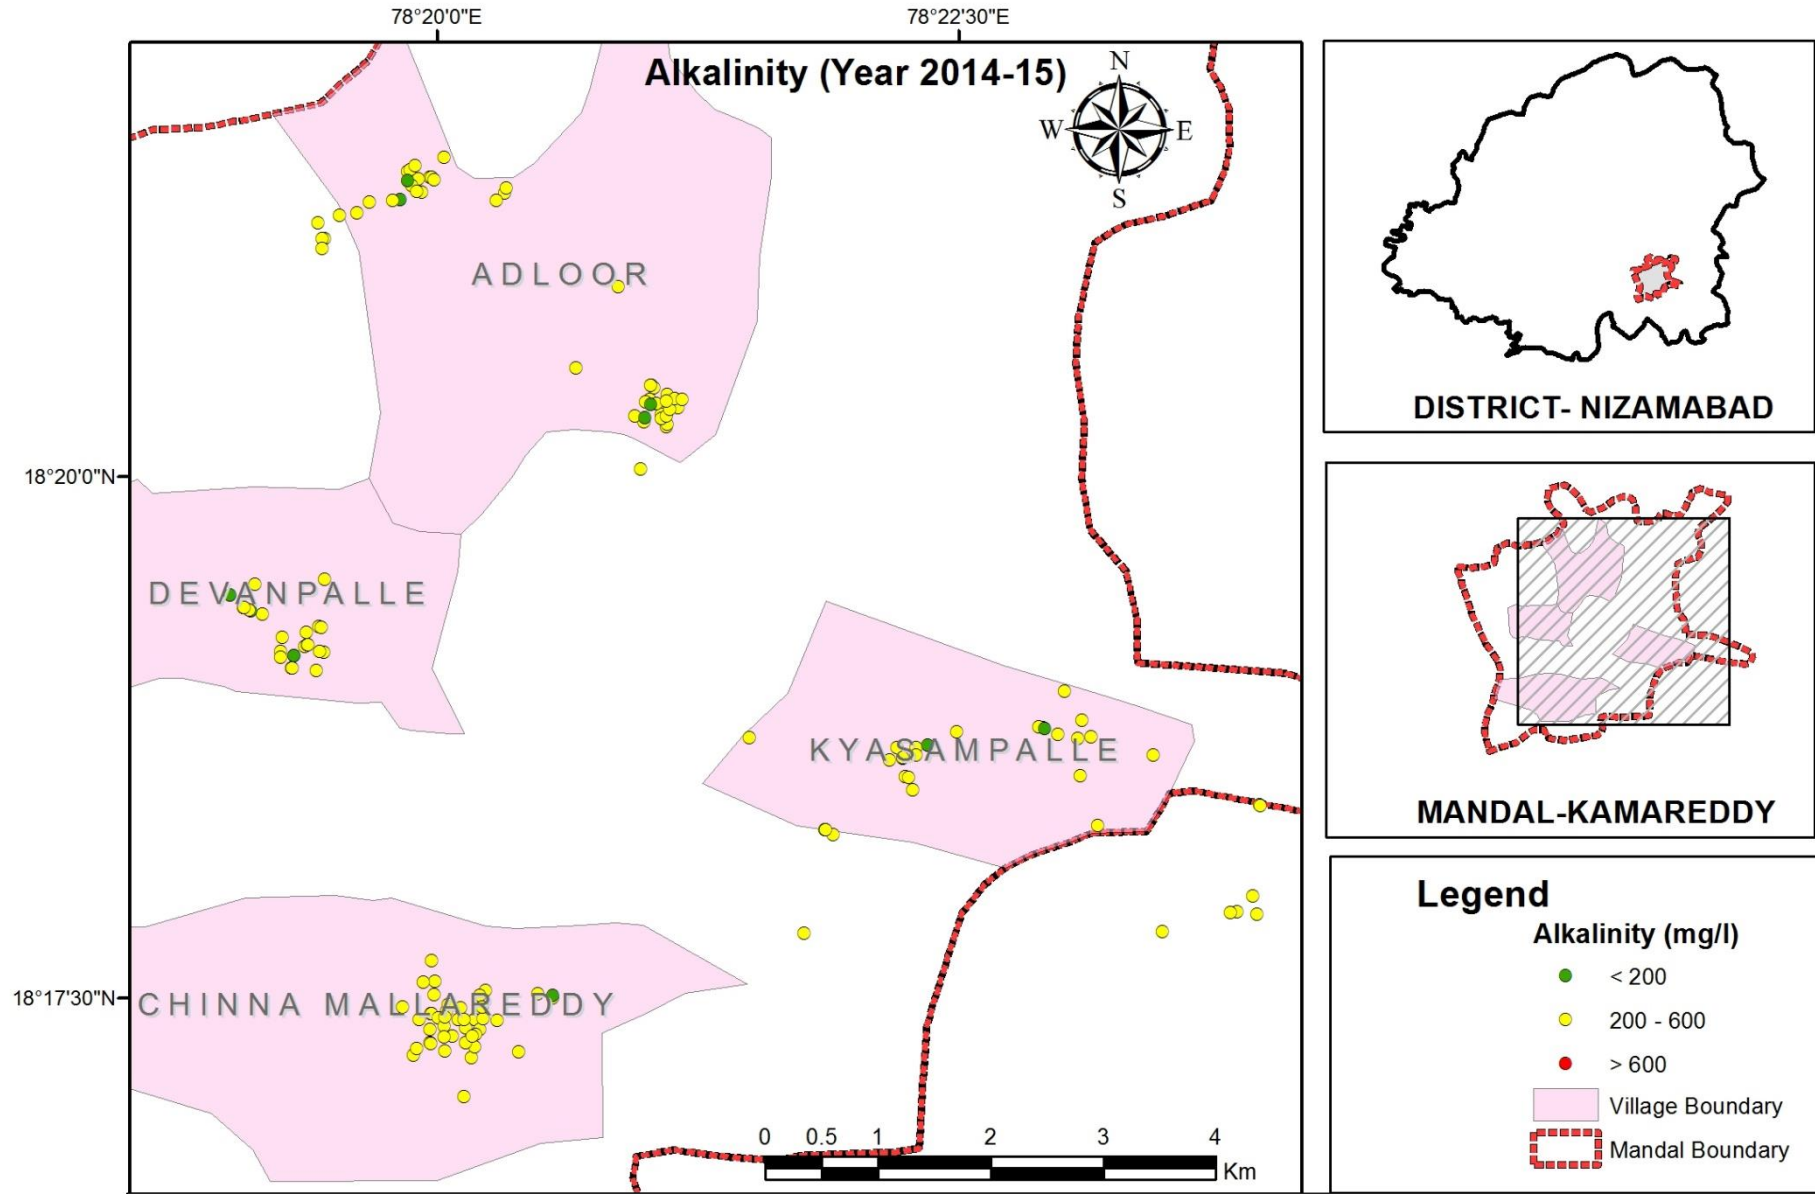 78°20'0"E
78°22'30"E
Alkalinity (Year 2014-15)
N
W
E
S
ADLOOR
18°20'0"N
DEVANPALLE
KYASAMPALLE
18°17'30"N
CHINNA MALLAREDDY
0 0.5 1 2 3 4
Km
DISTRICT- NIZAMABAD
MANDAL-KAMAREDDY
Legend
Alkalinity (mg/l)
< 200
200 - 600
> 600
Village Boundary
Mandal Boundary